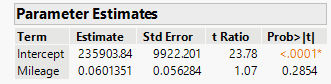 Parameter Estimates
Term Estimate Std Error t Ratio Prob>|t|
Intercept 235903.84 9922.201 23.78 <.0001*
Mileage 0.0601351 0.056284 1.07 0.2854